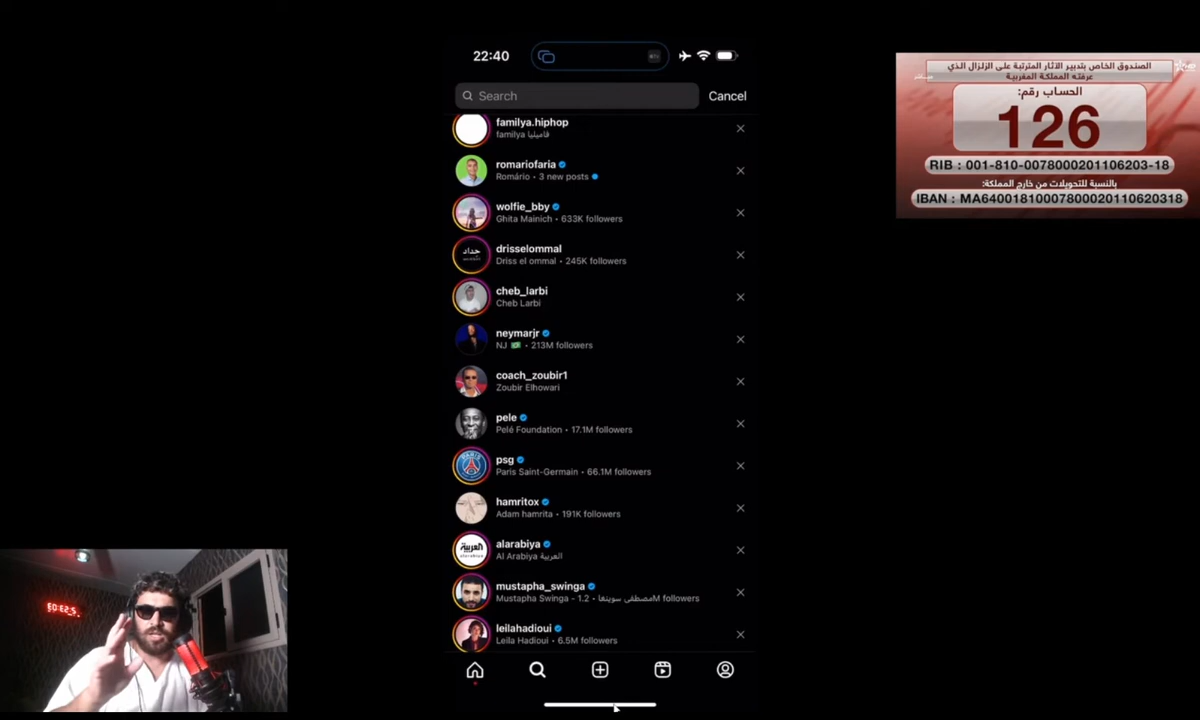 22:40
Search
Cancel
familya.hiphop
familya فاميليا
romariofaria
Romário • 3 new posts
wolfie_bby
Ghita Mainich • 633K followers
drisselommal
Driss el ommal • 245K followers
cheb_larbi
Cheb Larbi
neymarjr
NJ 🇧🇷 • 213M followers
coach_zoubir1
Zoubir Elhowari
pele
Pelé Foundation • 17.1M followers
psg
Paris Saint-Germain • 66.1M followers
hamritox
Adam hamrita • 191K followers
alarabiya
Al Arabiya العربية
mustapha_swinga
Mustapha Swinga - مصطفى سوينغا • 1.2M followers
leilahadioui
Leila Hadioui • 6.5M followers
الصندوق الخاص بتدبير الآثار المترتبة على الزلزال الذي
عرفته المملكة المغربية
مباشر
الحساب رقم:
126
RIB : 001-810-0078000201106203-18
بالنسبة للتحويلات من خارج المملكة:
IBAN : MA64001810007800020110620318
العربية